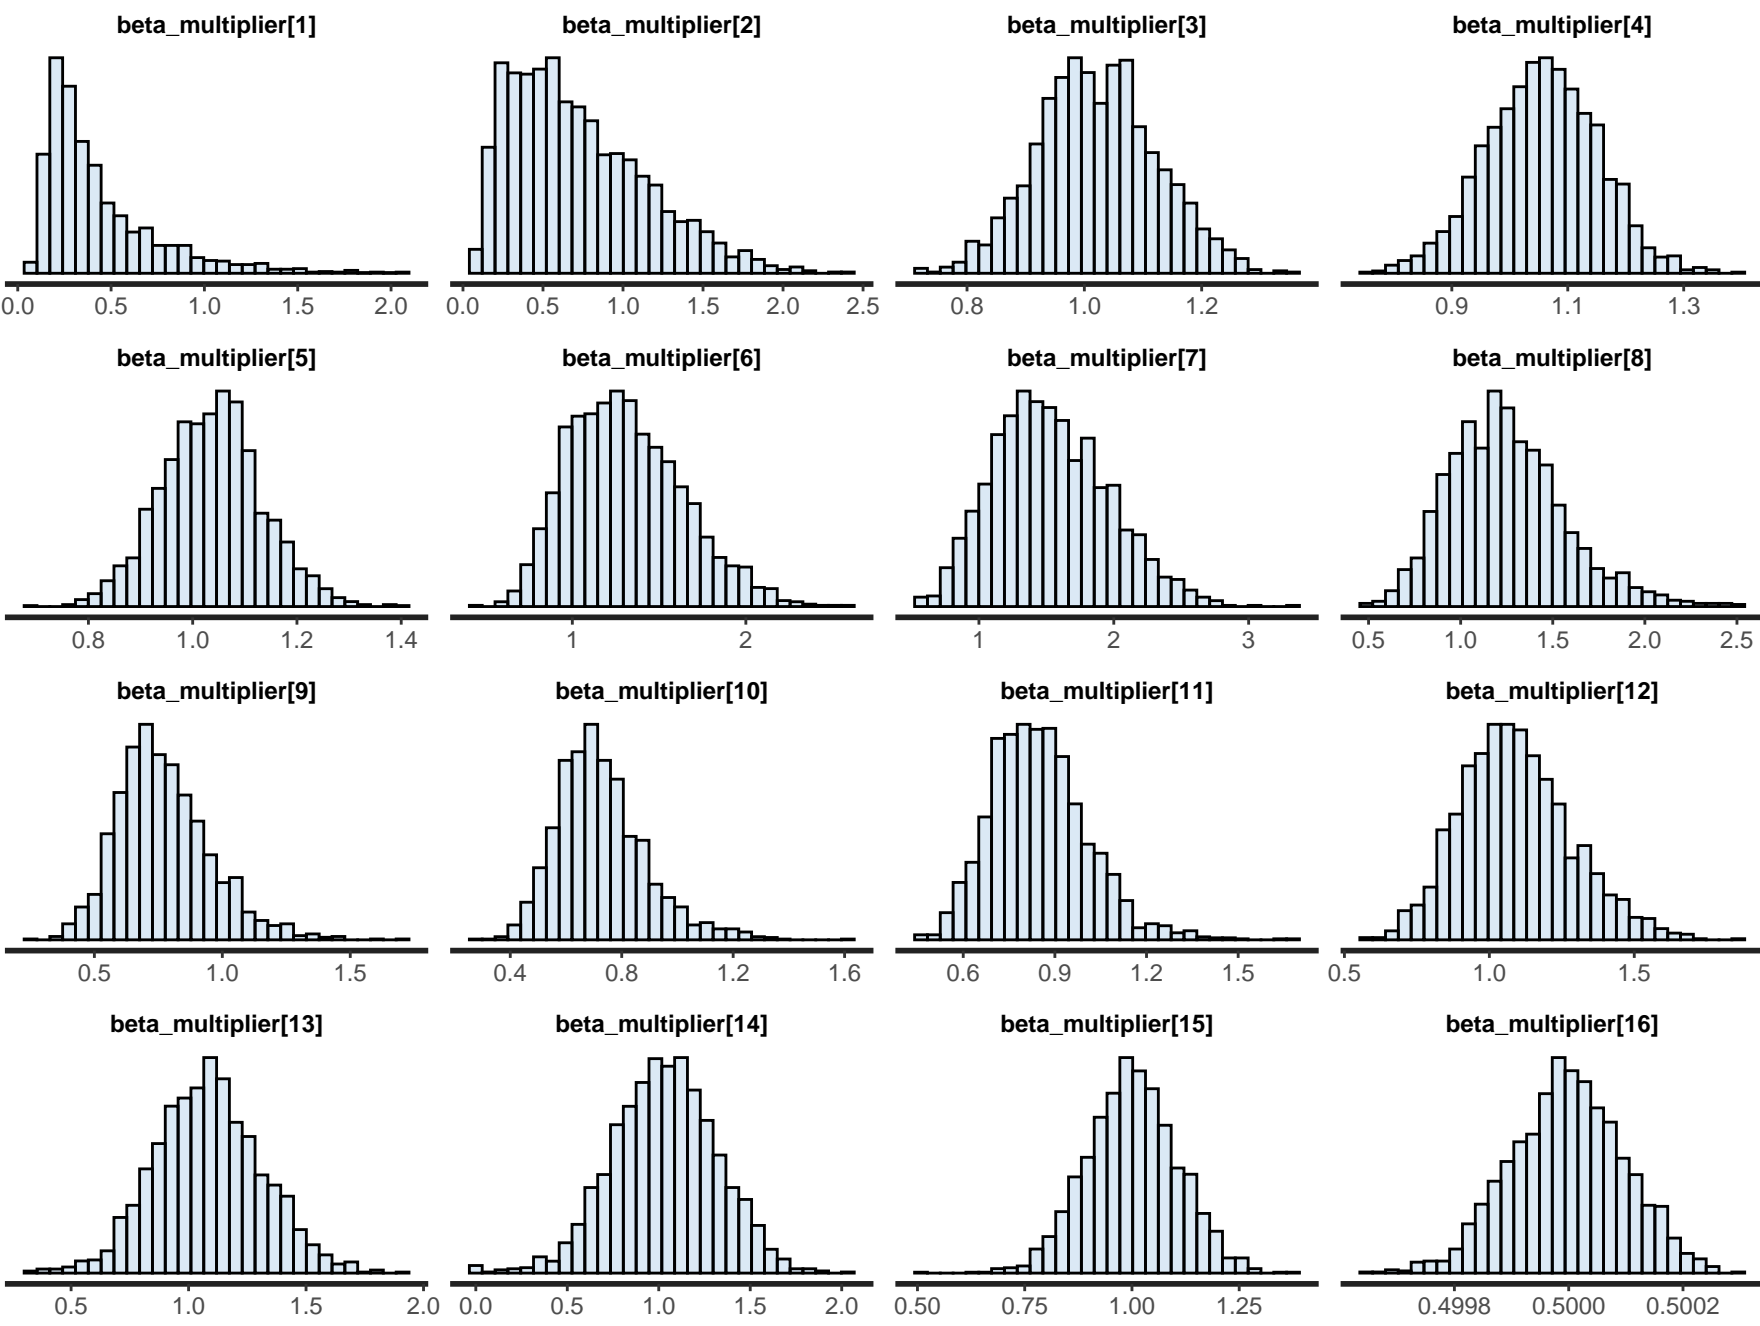 beta_multiplier[1] beta_multiplier[2] beta_multiplier[3] beta_multiplier[4]
0.0 0.5 1.0 1.5 2.0 0.0 0.5 1.0 1.5 2.0 2.5 0.8 1.0 1.2 0.9 1.1 1.3
beta_multiplier[5] beta_multiplier[6] beta_multiplier[7] beta_multiplier[8]
0.8 1.0 1.2 1.4 1 2 1 2 3 0.5 1.0 1.5 2.0 2.5
beta_multiplier[9] beta_multiplier[10] beta_multiplier[11] beta_multiplier[12]
0.5 1.0 1.5 0.4 0.8 1.2 1.6 0.6 0.9 1.2 1.5 0.5 1.0 1.5
beta_multiplier[13] beta_multiplier[14] beta_multiplier[15] beta_multiplier[16]
0.5 1.0 1.5 2.0 0.0 0.5 1.0 1.5 2.0 0.50 0.75 1.00 1.25 0.4998 0.5000 0.5002